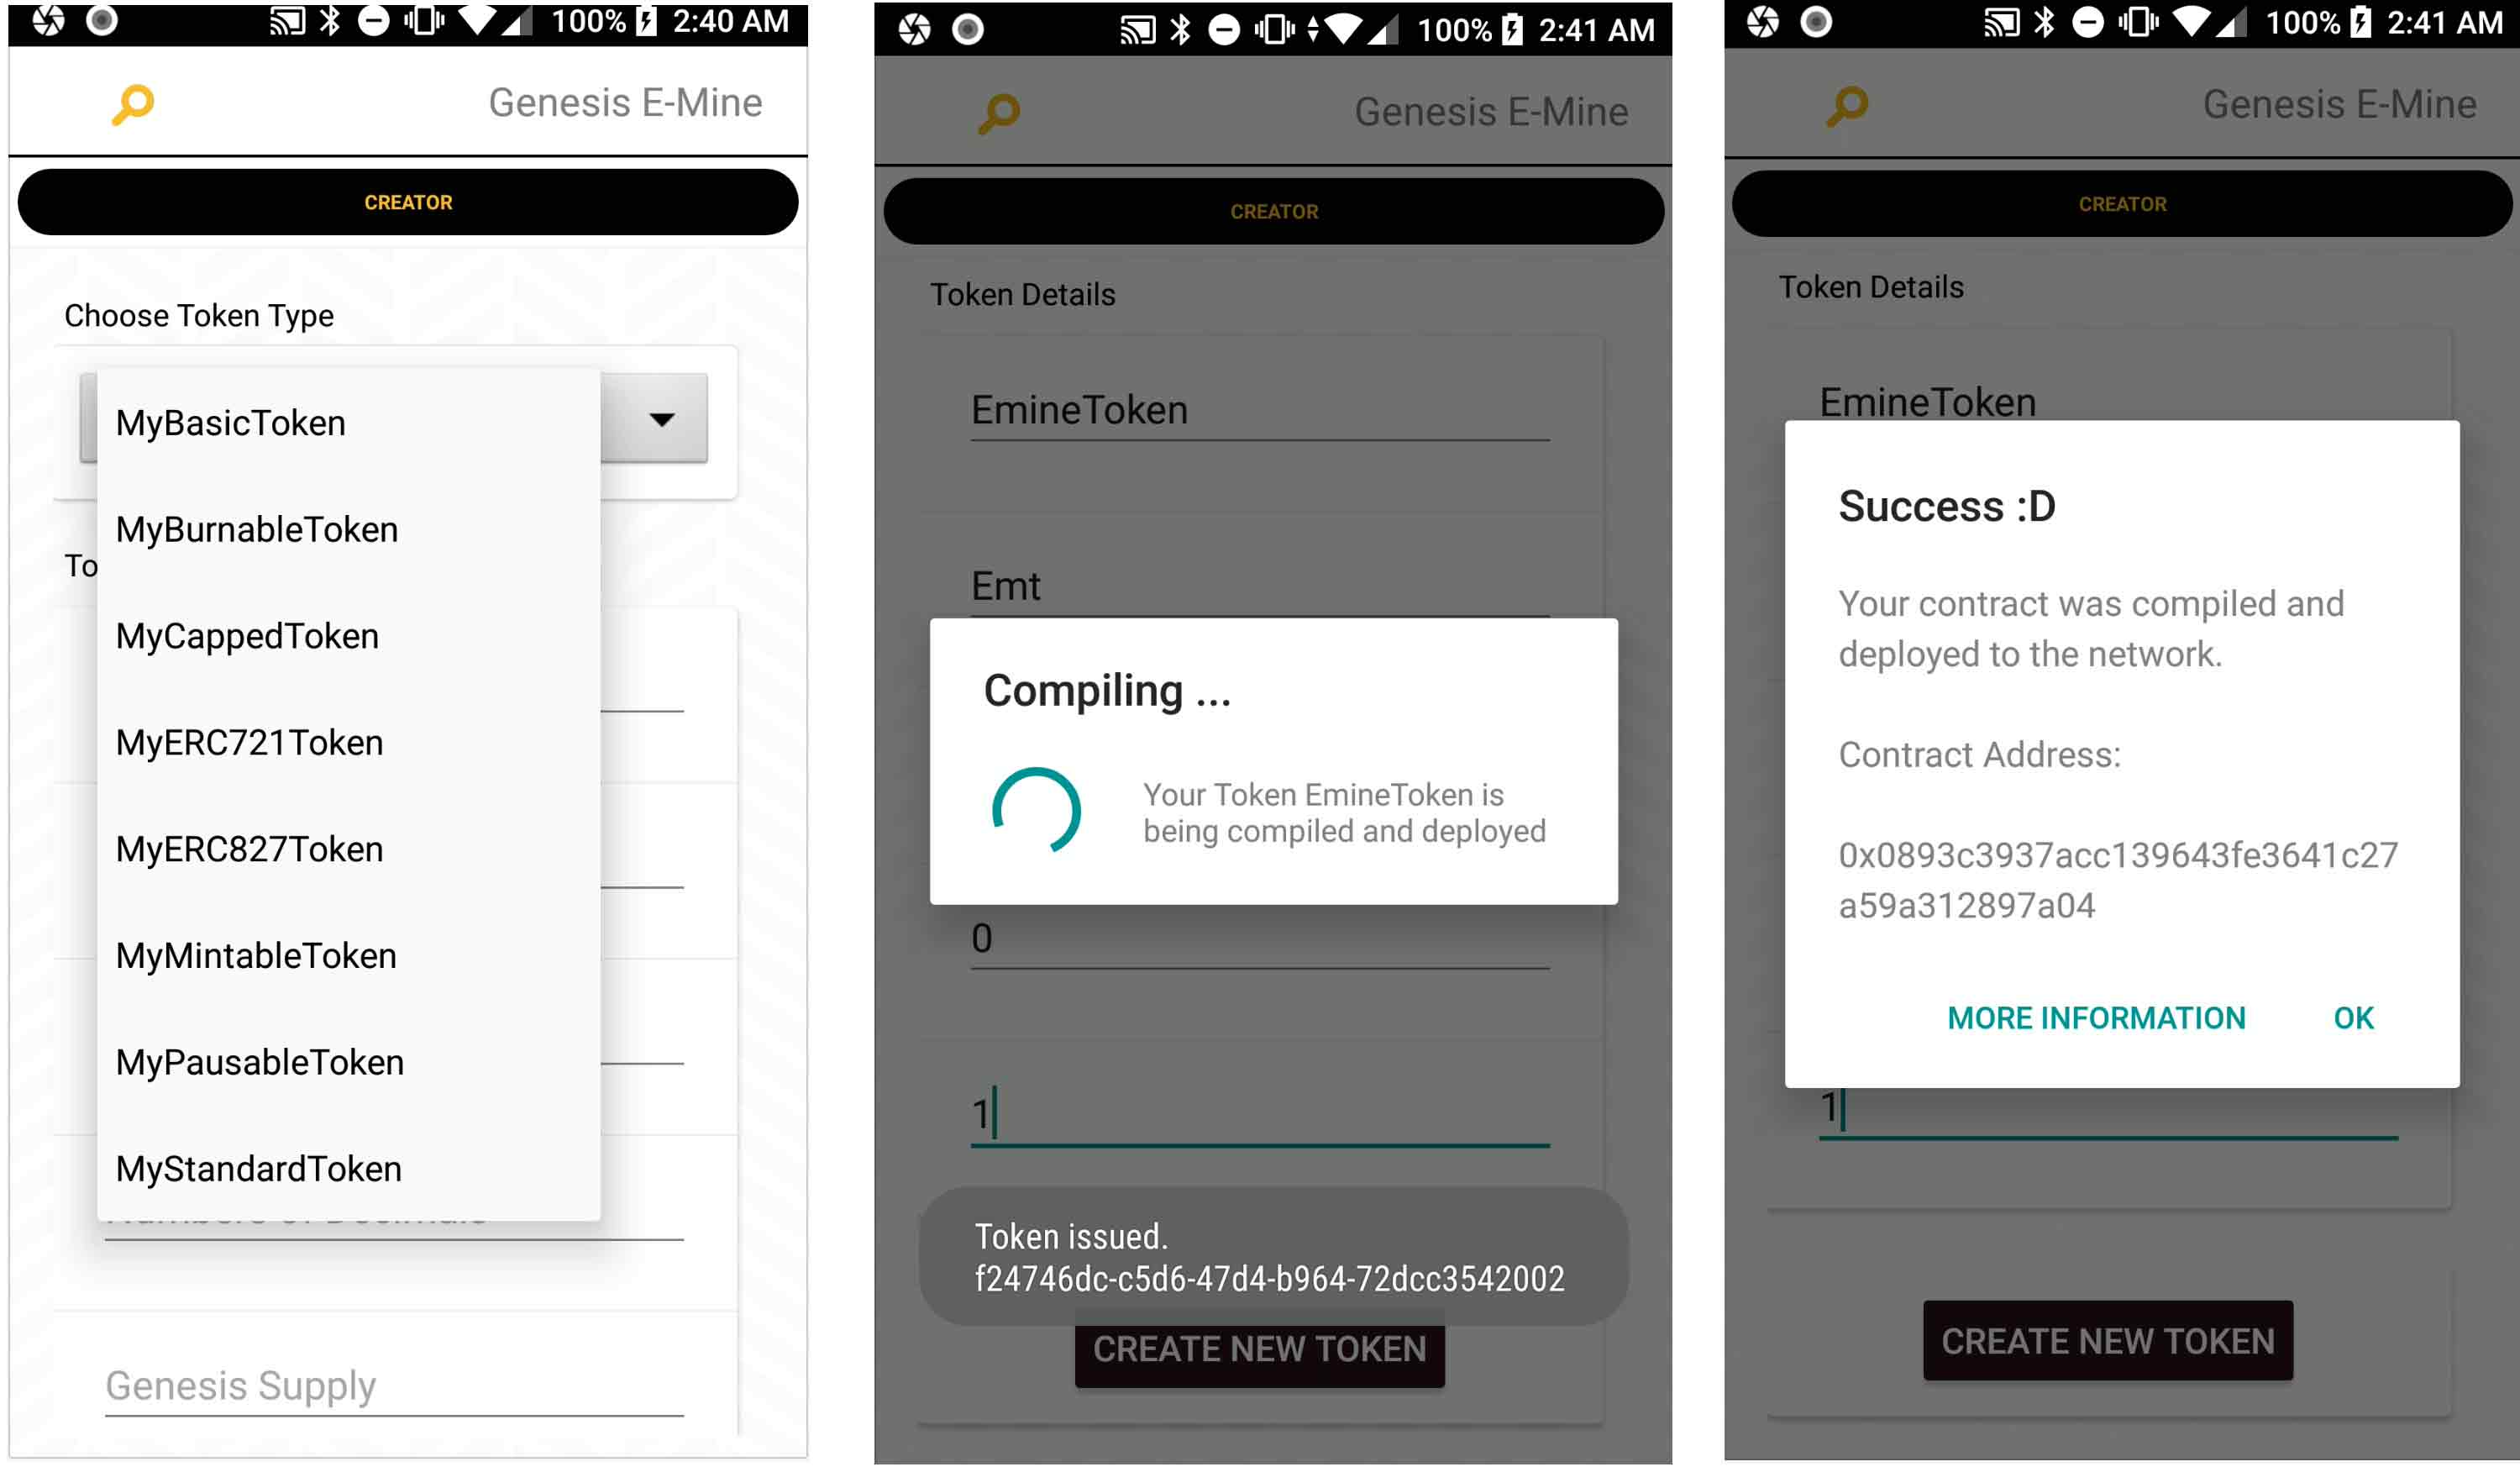 100% 2:40 AM
Genesis E-Mine
CREATOR
Choose Token Type
MyBasicToken
MyBurnableToken
To
MyCappedToken
MyERC721Token
MyERC827Token
MyMintableToken
MyPausableToken
MyStandardToken
Genesis Supply
100% 2:41 AM
Genesis E-Mine
CREATOR
Token Details
EmineToken
Emt
Compiling ...
Your Token EmineToken is
being compiled and deployed
0
1
Token issued.
f24746dc-c5d6-47d4-b964-72dcc3542002
CREATE NEW TOKEN
100% 2:41 AM
Genesis E-Mine
CREATOR
Token Details
EmineToken
Success :D
Your contract was compiled and
deployed to the network.
Contract Address:
0x0893c3937acc139643fe3641c27
a59a312897a04
MORE INFORMATION OK
1
CREATE NEW TOKEN